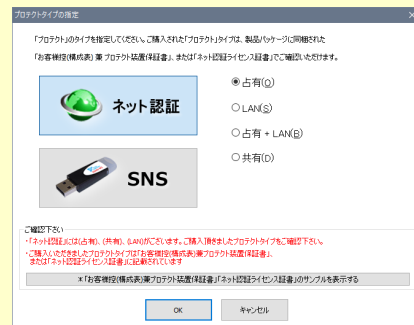 プロテクトタイプの指定
「プロテクト」のタイプを指定してください。ご購入された「プロテクト」タイプは、製品パッケージに同梱された
「お客様控(構成表) 兼 プロテクト装置保証書」、または「ネット認証ライセンス証書」でご確認いただけます。
ネット認証
SNS
占有(O)
LAN(S)
占有 + LAN(B)
共有(D)
ご確認下さい
・「ネット認証」には(占有)、(共有)、(LAN)がございます。ご購入頂きましたプロテクトタイプをご確認下さい。
・ご購入いただきましたプロテクトタイプは「お客様控(構成表)兼プロテクト装置保証書」、
または「ネット認証ライセンス証書」に記載されています
*「お客様控(構成表)兼プロテクト装置保証書」「ネット認証ライセンス証書」のサンプルを表示する
OK
キャンセル